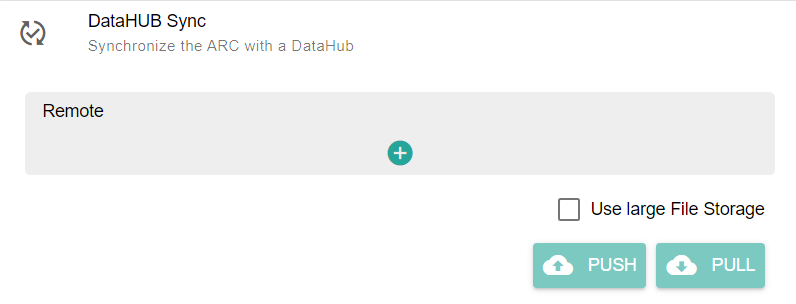 DataHUB Sync
Synchronize the ARC with a DataHub
Remote
Use large File Storage
PUSH PULL